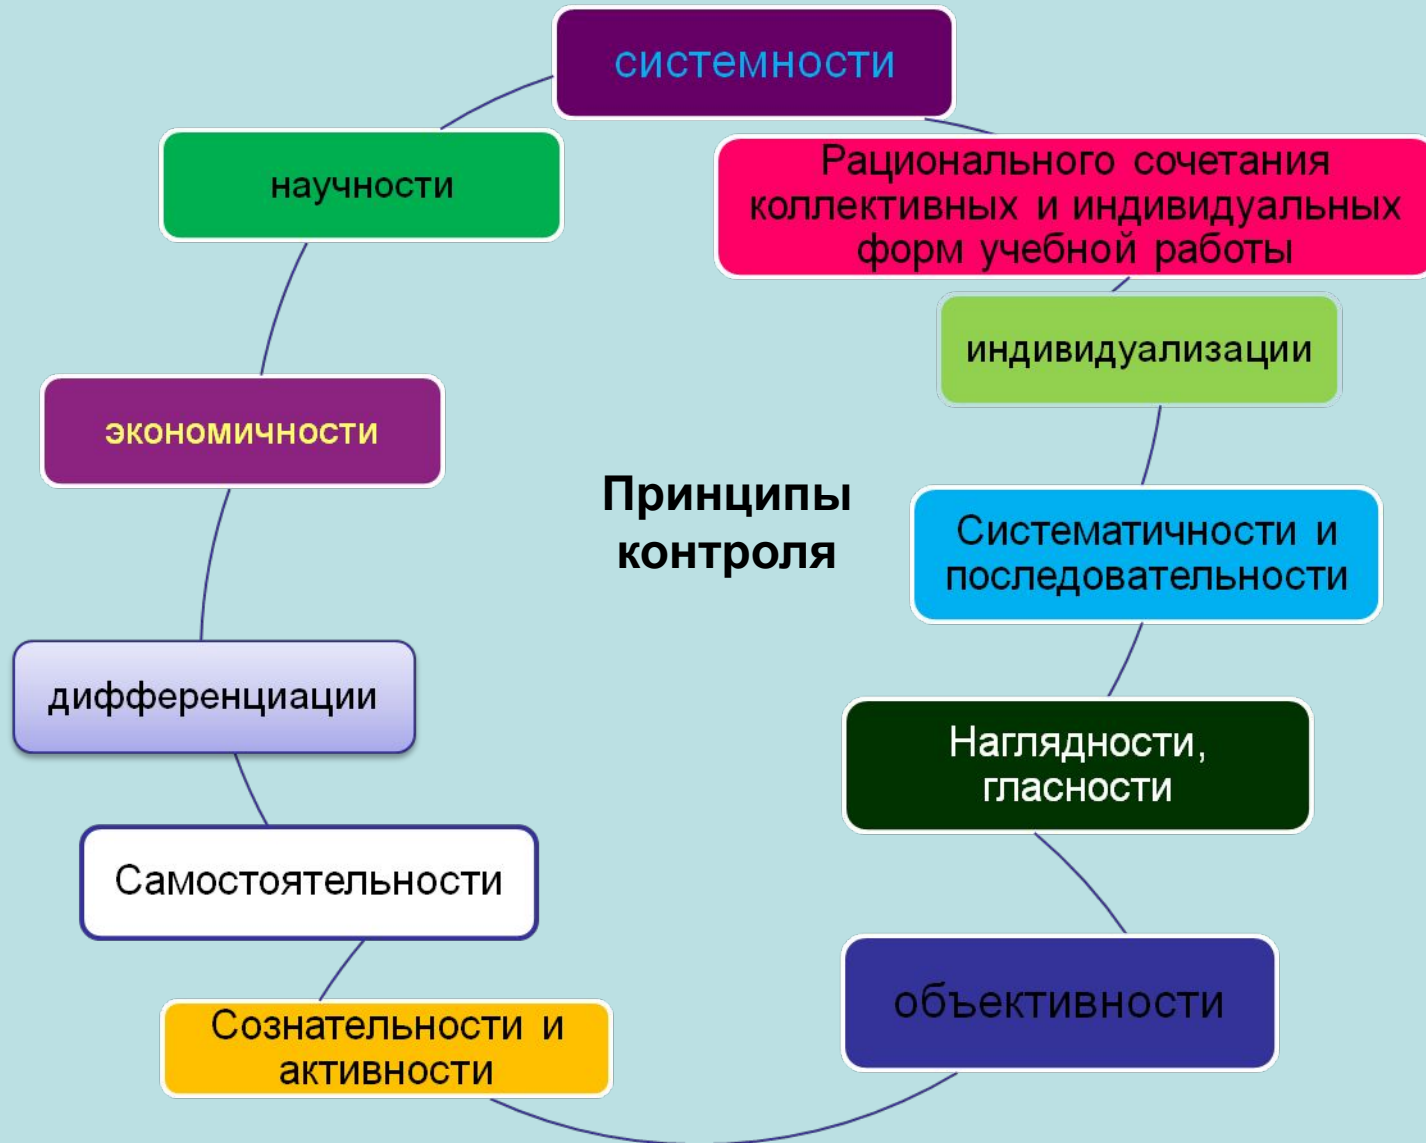 системности
научности
Рационального сочетания
коллективных и индивидуальных
форм учебной работы
индивидуализации
экономичности
Принципы
контроля
Систематичности и
последовательности
дифференциации
Наглядности,
гласности
Самостоятельности
объективности
Сознательности и
активности